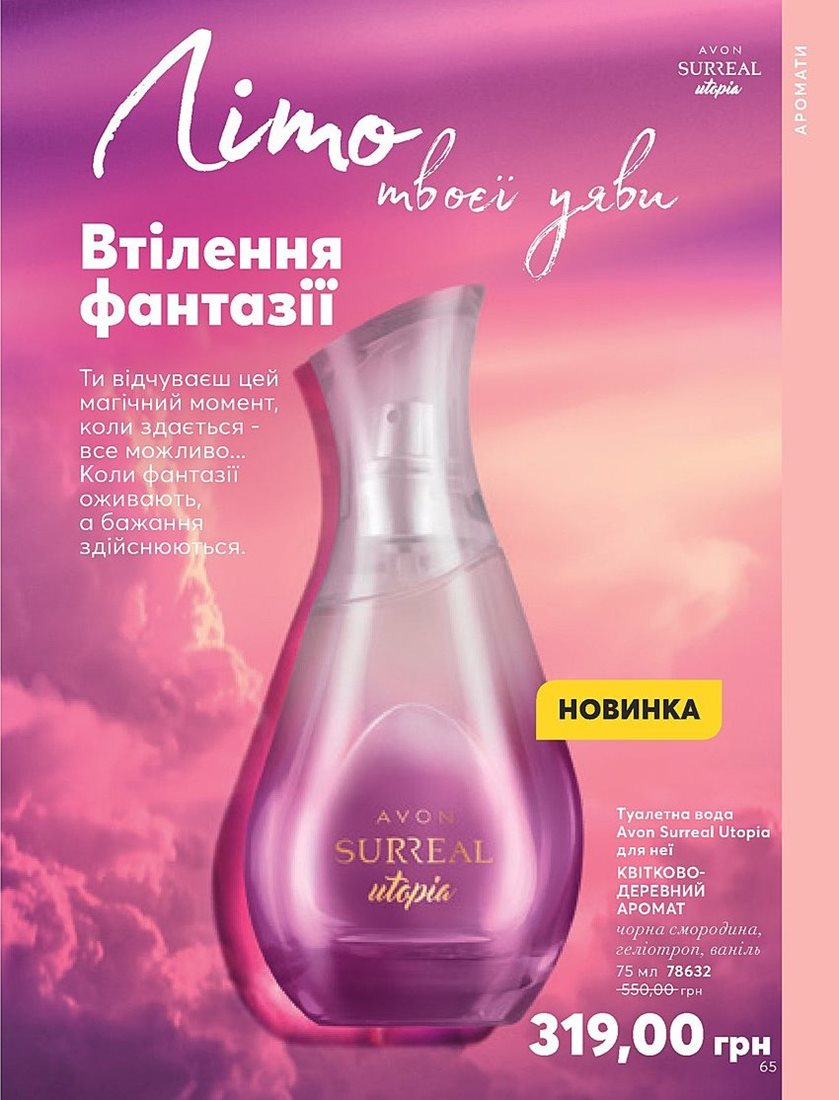 Літо
твоєї уяви
AVON
SURREAL
utopia
АРОМАТИ
Втілення
фантазії
Ти відчуваєш цей
магічний момент,
коли здається -
все можливо...
Коли фантазії
оживають,
а бажання
здійснюються.
НОВИНКА
AVON
SURREAL
utopia
Туалетна вода
Avon Surreal Utopia
для неї
КВІТКОВО-
ДЕРЕВНИЙ
АРОМАТ
чорна смородина,
геліотроп, ваніль
75 мл 78632
550,00 грн
319,00 грн
65